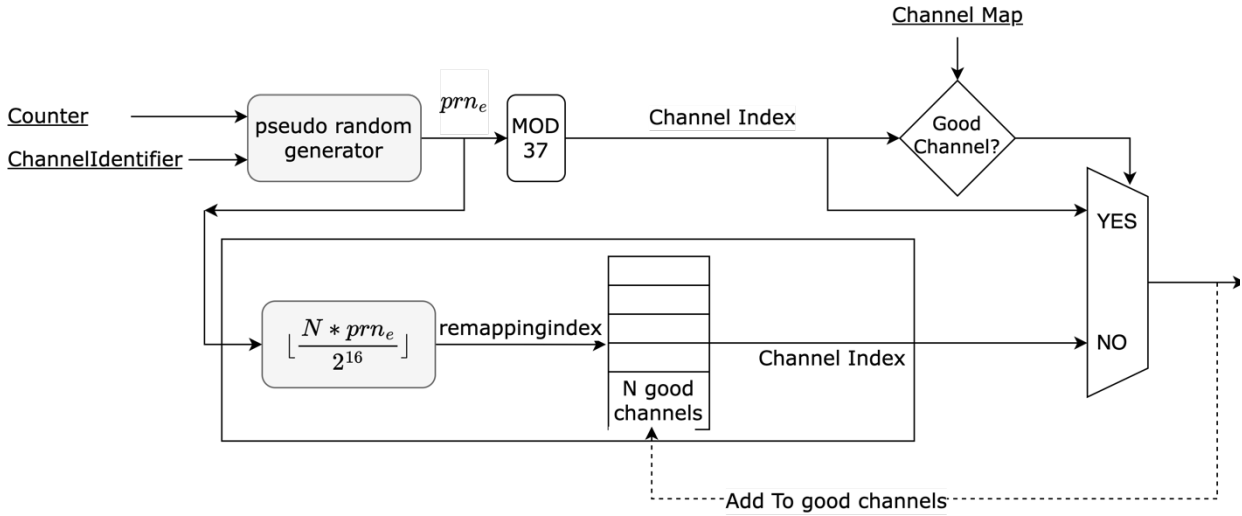 Channel Map
Counter
ChannelIdentifier
pseudo random
generator
prn_e
MOD
37
Channel Index
Good
Channel?
YES
NO
⌊ N ∗ prn_e / 2^16 ⌋
remappingindex
Channel Index
N good
channels
Add To good channels